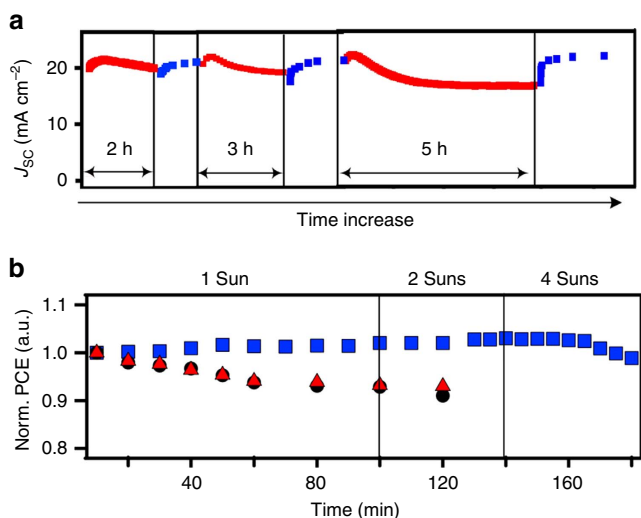 a
J_SC (mA cm⁻²)
20
10
0
2 h
3 h
5 h
Time increase
b
1 Sun
2 Suns
4 Suns
Norm. PCE (a.u.)
1.1
1.0
0.9
0.8
40
80
120
160
Time (min)